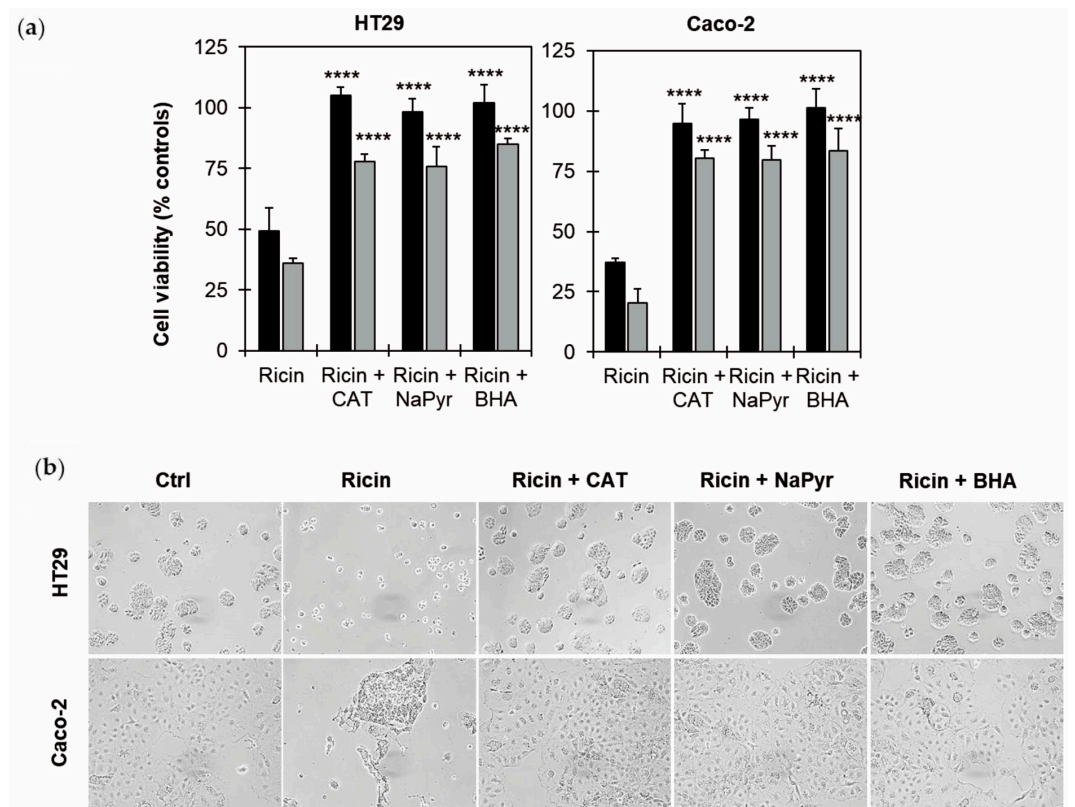 (a)
HT29
Caco-2
Cell viability (% controls)
125
100
75
50
25
0
**** **** ****
**** **** ****
Ricin Ricin + Ricin + Ricin +
CAT NaPyr BHA
125
100
75
50
25
0
**** **** ****
**** **** ****
Ricin Ricin + Ricin + Ricin +
CAT NaPyr BHA
(b)
Ctrl Ricin Ricin + CAT Ricin + NaPyr Ricin + BHA
HT29
Caco-2